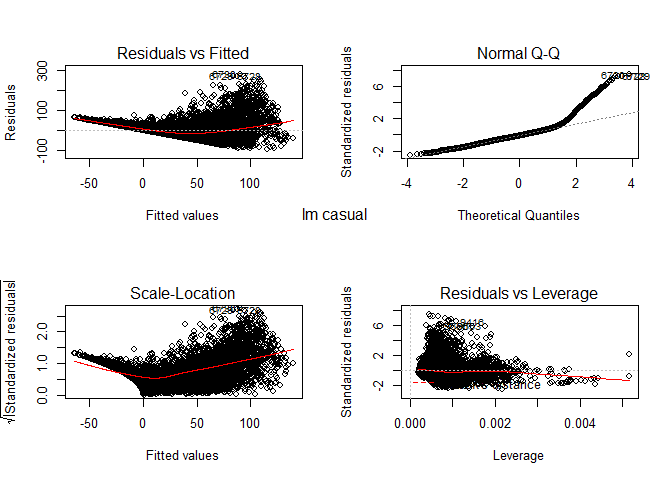 Residuals vs Fitted
Residuals
-100
100
300
-50
0
50
100
Fitted values
Normal Q-Q
Standardized residuals
-2
2
6
-4
-2
0
2
4
Theoretical Quantiles
lm casual
Scale-Location
√|Standardized residuals|
0.0
1.0
2.0
-50
0
50
100
Fitted values
Residuals vs Leverage
Standardized residuals
-2
2
6
0.000
0.002
0.004
Leverage